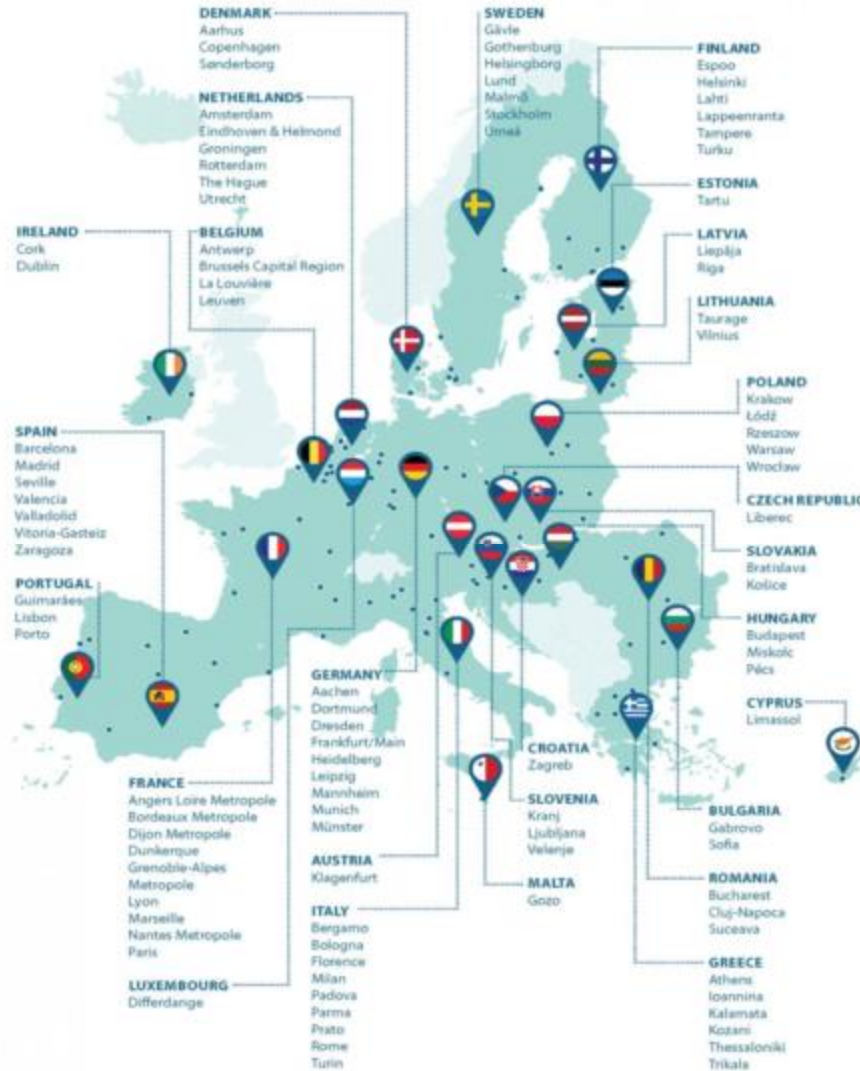 DENMARK
Aarhus
Copenhagen
Sønderborg
SWEDEN
Gävle
Gothenburg
Helsingborg
Lund
Malmö
Stockholm
Umeå
FINLAND
Espoo
Helsinki
Lahti
Lappeenranta
Tampere
Turku
NETHERLANDS
Amsterdam
Eindhoven & Helmond
Groningen
Rotterdam
The Hague
Utrecht
ESTONIA
Tartu
IRELAND
Cork
Dublin
BELGIUM
Antwerp
Brussels Capital Region
La Louvière
Leuven
LATVIA
Liepāja
Riga
LITHUANIA
Taurage
Vilnius
POLAND
Krakow
Łódź
Rzeszow
Warsaw
Wrocław
SPAIN
Barcelona
Madrid
Seville
Valencia
Valladolid
Vitoria-Gasteiz
Zaragoza
CZECH REPUBLIC
Liberec
SLOVAKIA
Bratislava
Košice
PORTUGAL
Guimarães
Lisbon
Porto
HUNGARY
Budapest
Miskolc
Pécs
GERMANY
Aachen
Dortmund
Dresden
Frankfurt/Main
Heidelberg
Leipzig
Mannheim
Munich
Münster
CYPRUS
Limassol
CROATIA
Zagreb
FRANCE
Angers Loire Metropole
Bordeaux Metropole
Dijon Metropole
Dunkerque
Grenoble-Alpes
Metropole
Lyon
Marseille
Nantes Metropole
Paris
SLOVENIA
Kranj
Ljubljana
Velenje
BULGARIA
Gabrovo
Sofia
AUSTRIA
Klagenfurt
MALTA
Gozo
ROMANIA
Bucharest
Cluj-Napoca
Suceava
ITALY
Bergamo
Bologna
Florence
Milan
Padova
Parma
Prato
Rome
Turin
LUXEMBOURG
Differdange
GREECE
Athens
Ioannina
Kalamata
Kozani
Thessaloniki
Trikala